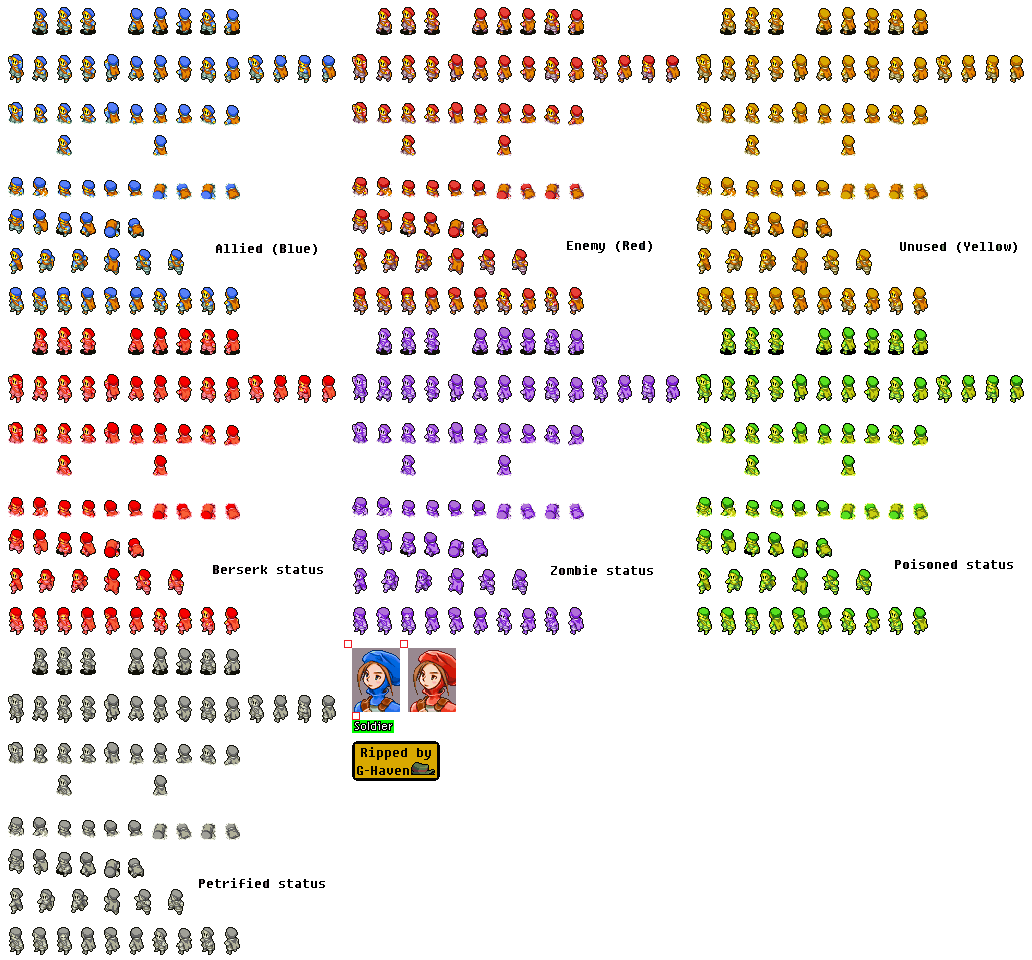 Allied (Blue)
Enemy (Red)
Unused (Yellow)
Berserk status
Zombie status
Poisoned status
Soldier
Ripped by
G-Haven
Petrified status